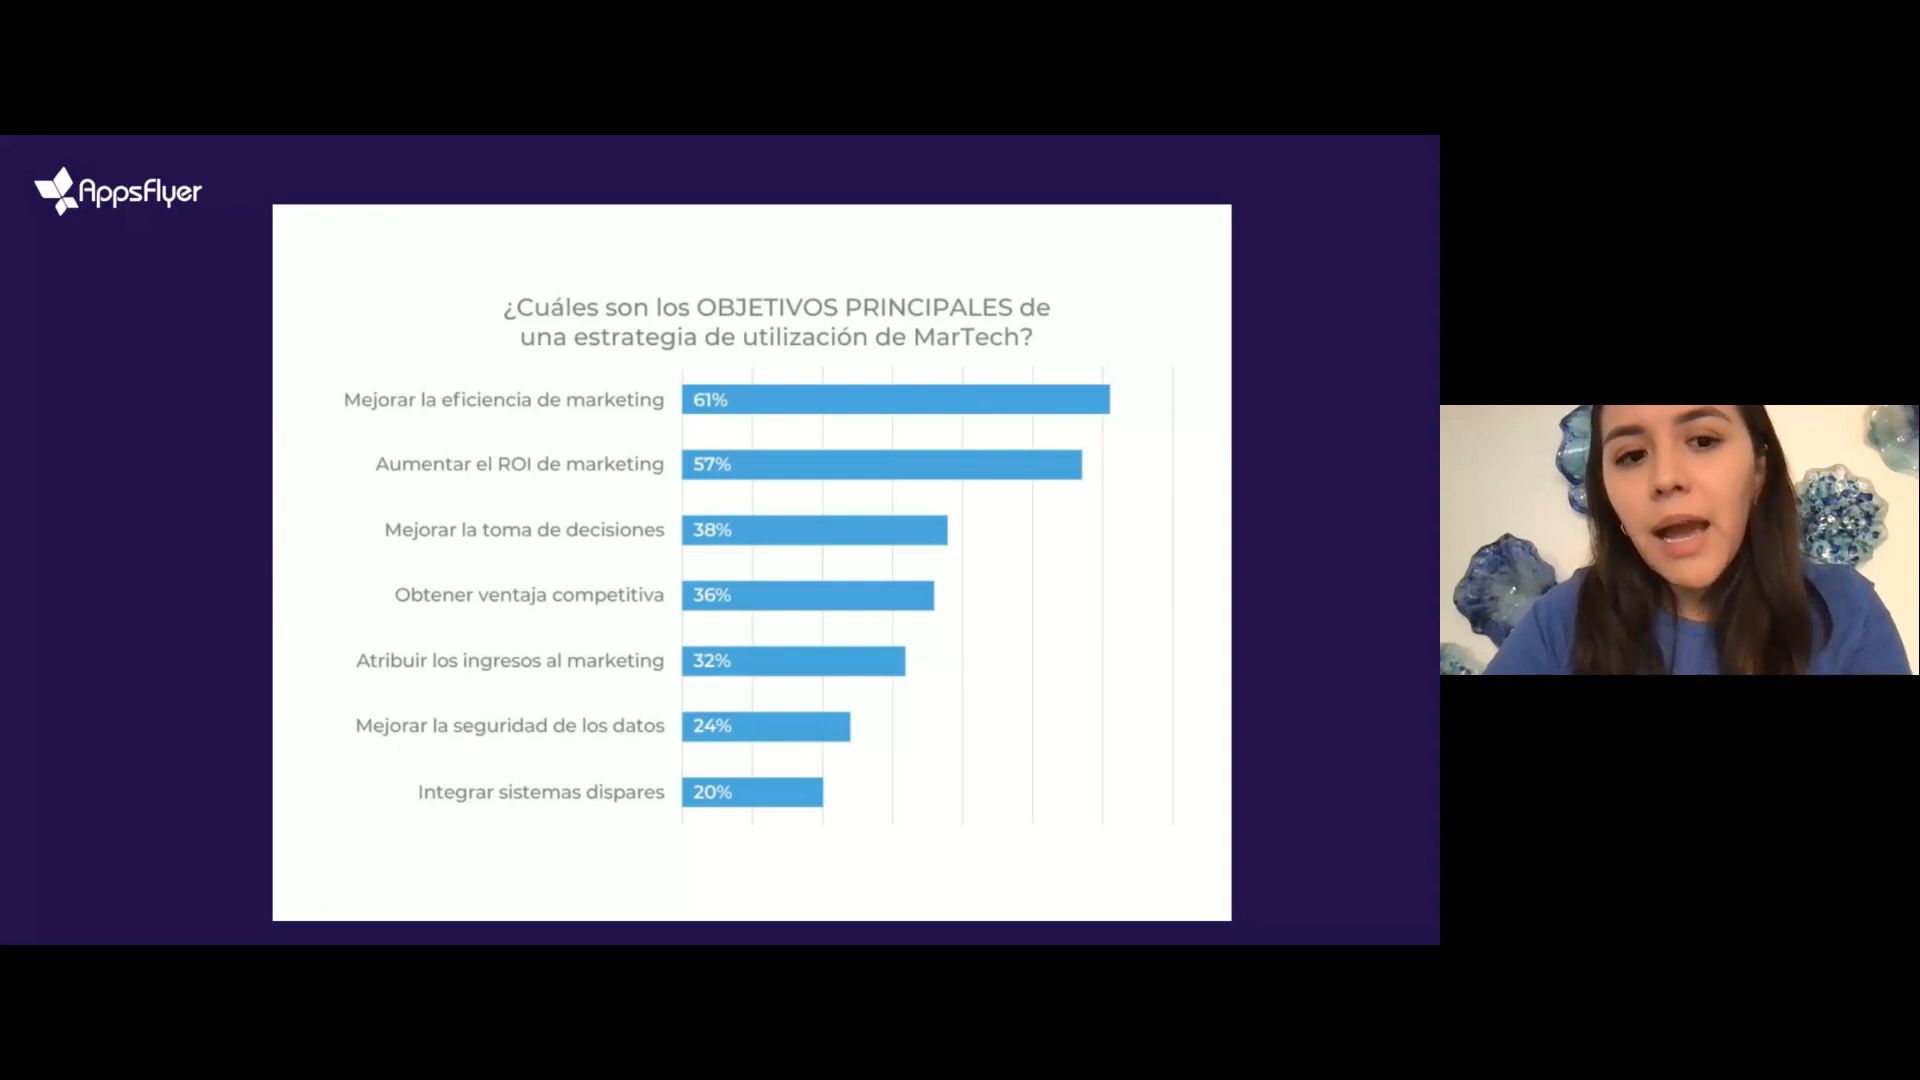 AppsFlyer
¿Cuáles son los OBJETIVOS PRINCIPALES de
una estrategia de utilización de MarTech?
Mejorar la eficiencia de marketing 61%
Aumentar el ROI de marketing 57%
Mejorar la toma de decisiones 38%
Obtener ventaja competitiva 36%
Atribuir los ingresos al marketing 32%
Mejorar la seguridad de los datos 24%
Integrar sistemas dispares 20%